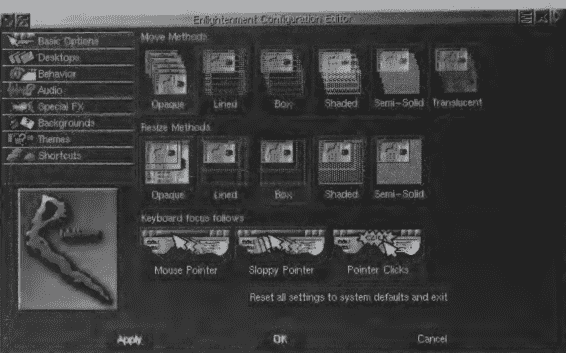 Enlightenment Configuration Editor
Basic Options
Desktops
Behavior
Audio
Special FX
Backgrounds
Themes
Shortcuts
Move Methods
Opaque Lined Box Shaded Semi-Solid Translucent
Resize Methods
Opaque Lined Box Shaded Semi-Solid
Keyboard focus follows
Mouse Pointer Sloppy Pointer Pointer Clicks
Reset all settings to system defaults and exit
Apply OK Cancel